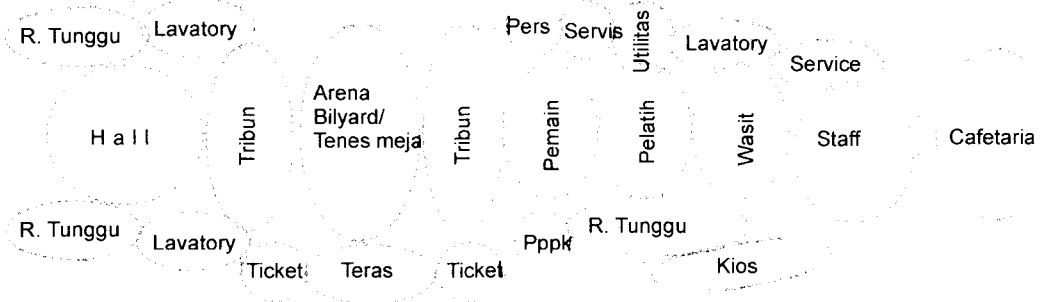 R. Tunggu
Lavatory
Pers
Servis
Utilitas
Lavatory
Service
Hall
Tribun
Arena
Bilyard/
Tenes meja
Tribun
Pemain
Pelatih
Wasit
Staff
Cafetaria
R. Tunggu
Lavatory
Ticket
Teras
Ticket
Pppk
R. Tunggu
Kios